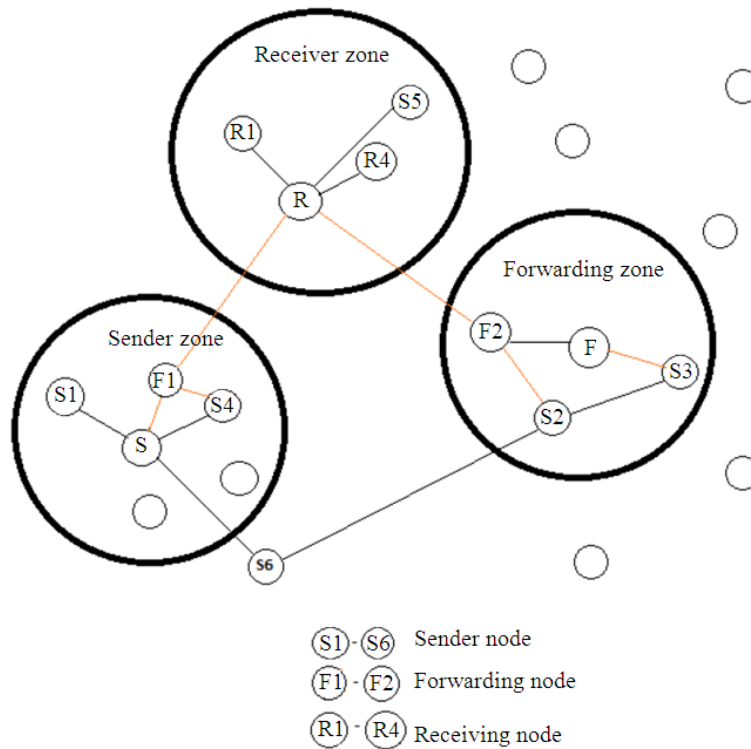 Receiver zone
S5
R1
R4
R
Forwarding zone
Sender zone
F2
F
F1
S3
S1
S4
S2
S
S6
S1 - S6 Sender node
F1 - F2 Forwarding node
R1 - R4 Receiving node